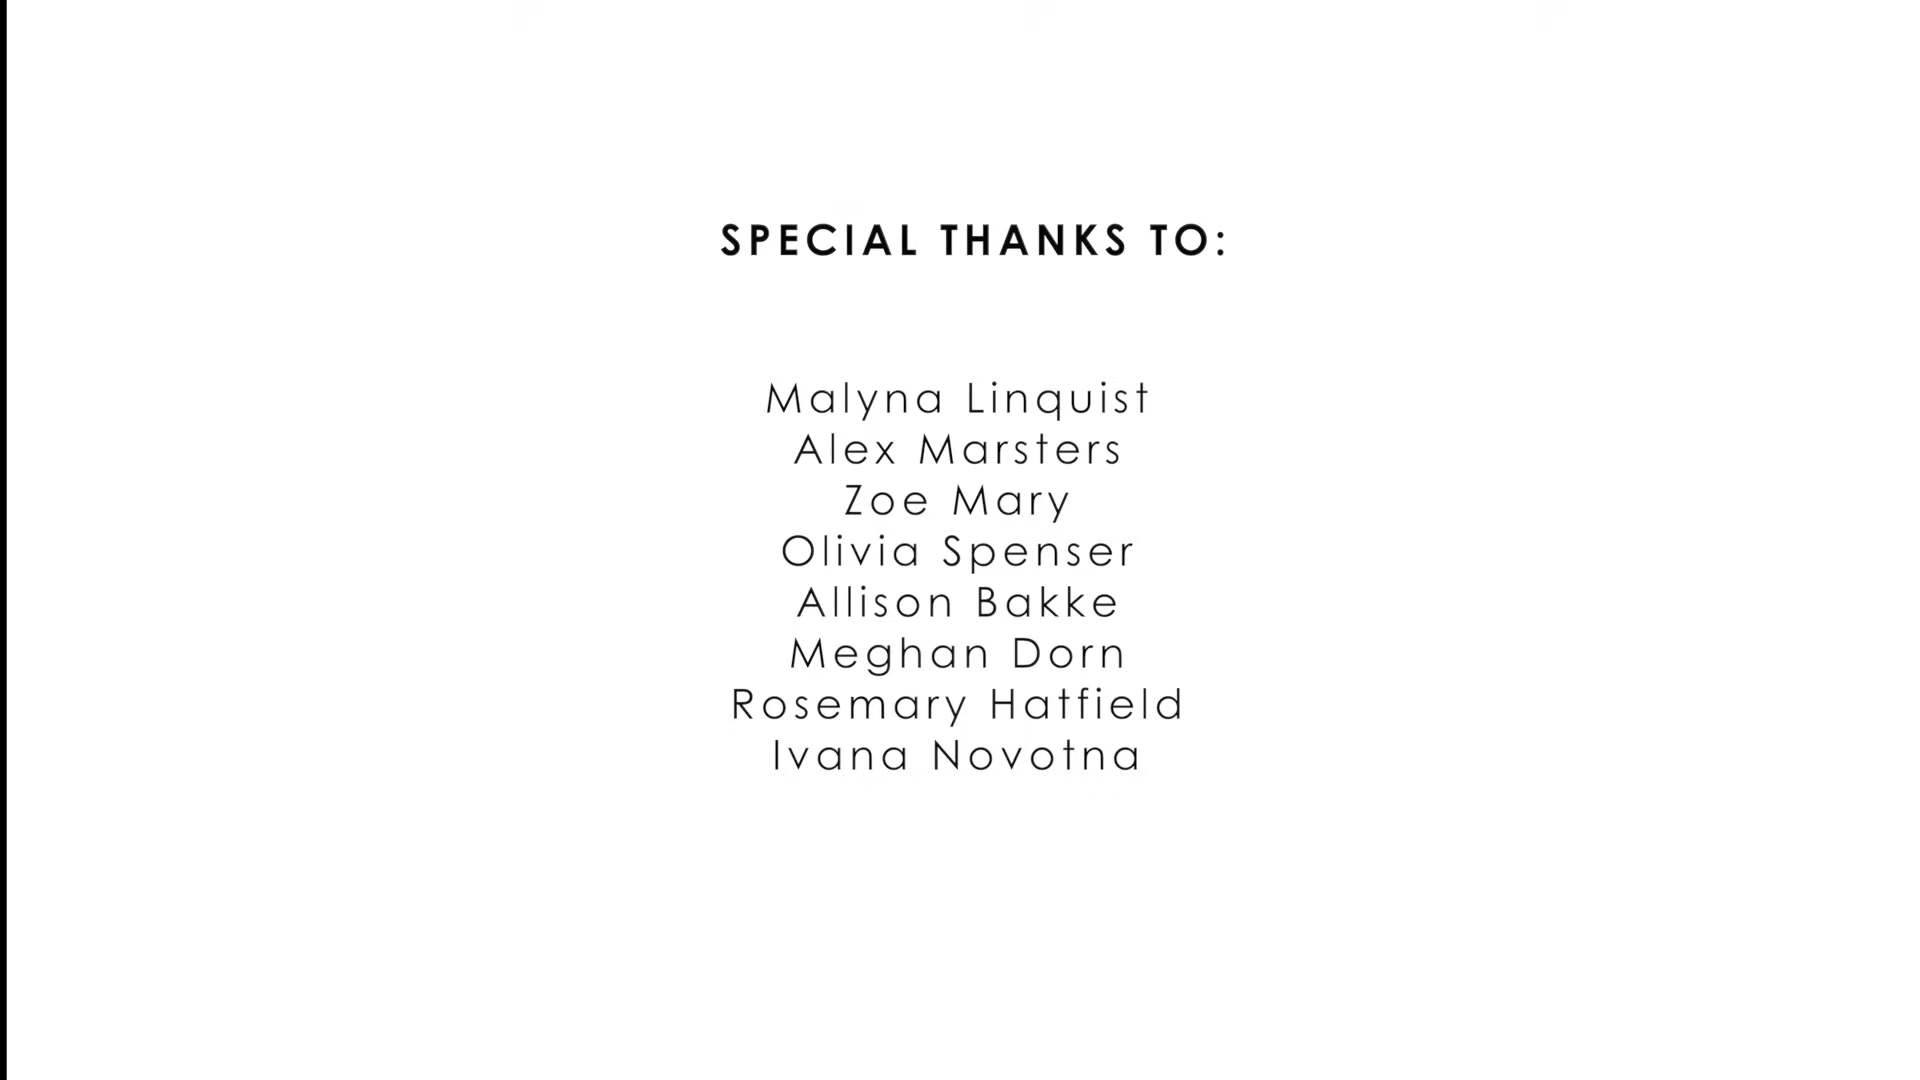 SPECIAL THANKS TO:
Malyna Linquist
Alex Marsters
Zoe Mary
Olivia Spenser
Allison Bakke
Meghan Dorn
Rosemary Hatfield
Ivana Novotna